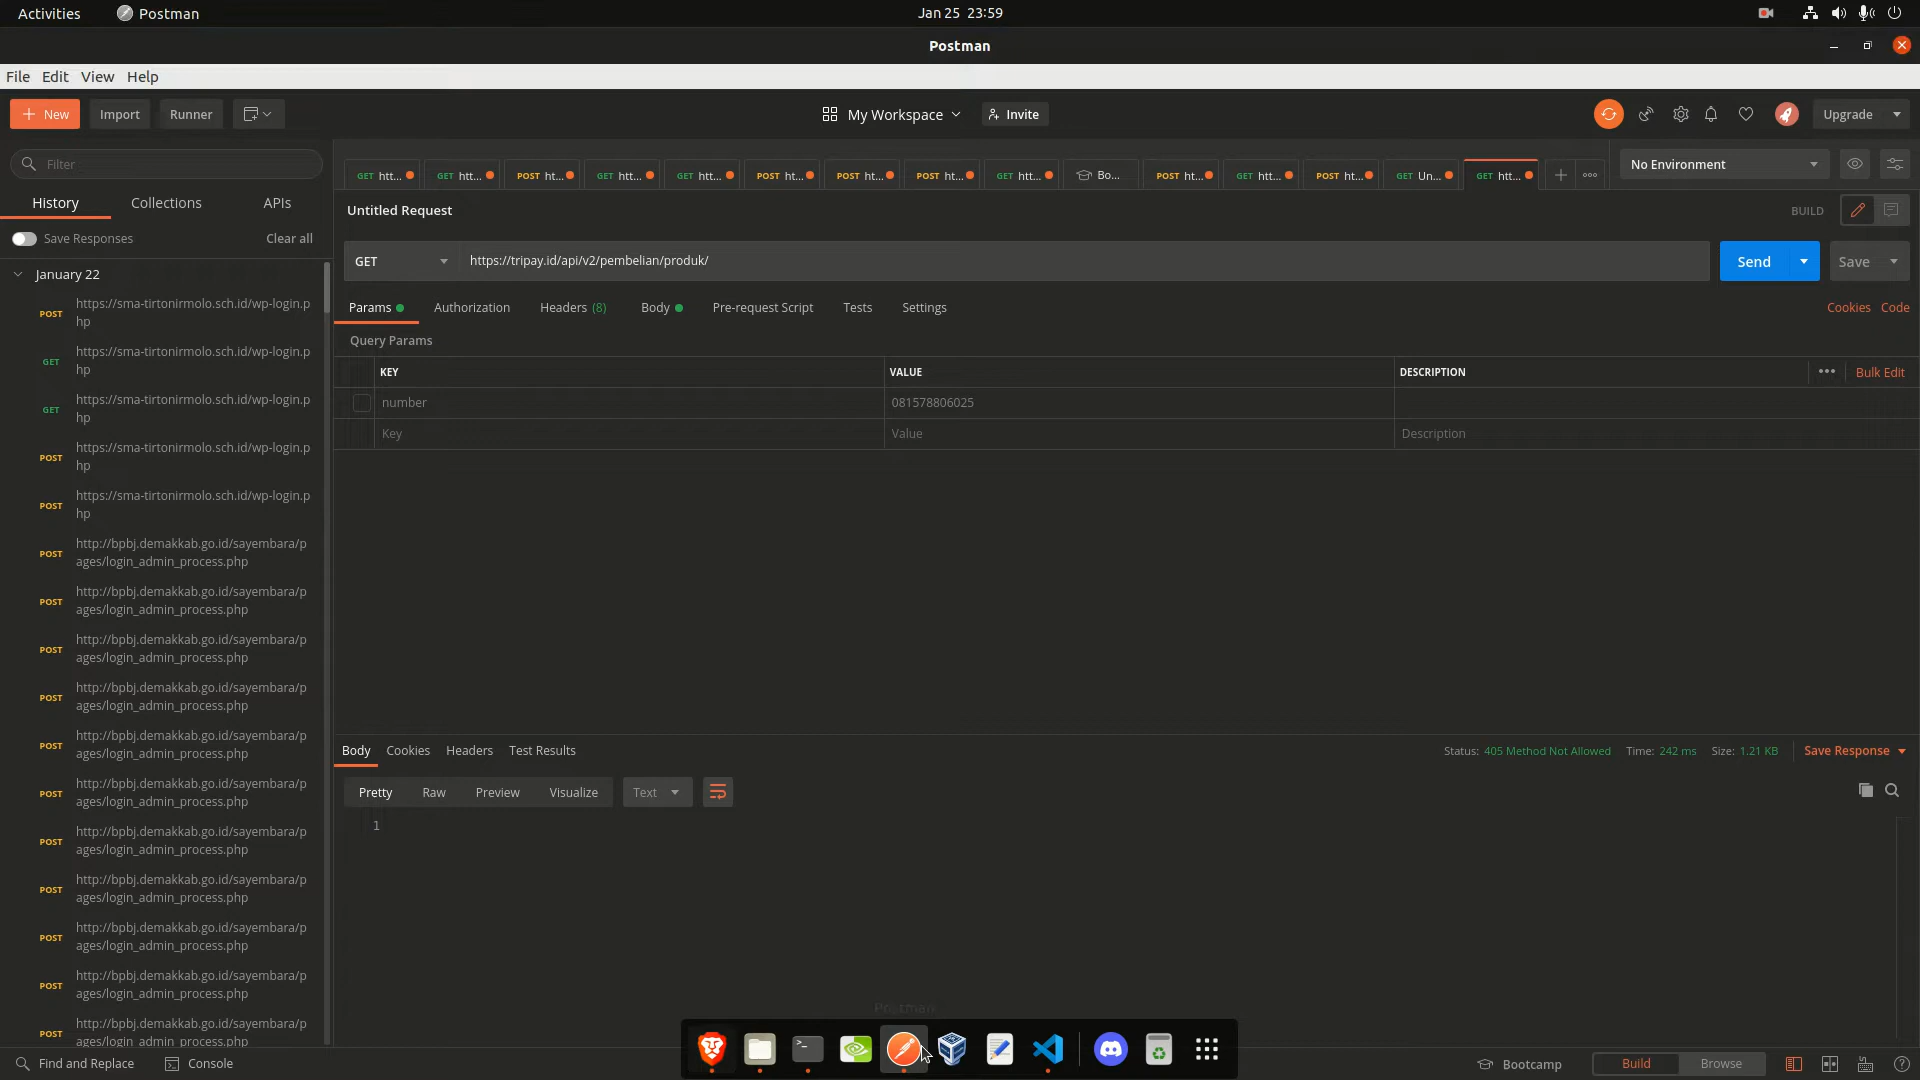 Activities
Postman
Jan 25 23:59
Postman
File Edit View Help
New
Import
Runner
My Workspace
Invite
Upgrade
Filter
GET htt...
GET htt...
POST ht...
GET htt...
GET htt...
POST ht...
POST ht...
POST ht...
GET htt...
Bo...
POST ht...
GET htt...
POST ht...
GET Un...
GET htt...
No Environment
History
Collections
APIs
Untitled Request
BUILD
Save Responses
Clear all
GET
https://tripay.id/api/v2/pembelian/produk/
Send
Save
January 22
POST https://sma-tirtonirmolo.sch.id/wp-login.p
hp
GET https://sma-tirtonirmolo.sch.id/wp-login.p
hp
GET https://sma-tirtonirmolo.sch.id/wp-login.p
hp
POST https://sma-tirtonirmolo.sch.id/wp-login.p
hp
POST https://sma-tirtonirmolo.sch.id/wp-login.p
hp
POST http://bpbj.demakkab.go.id/sayembara/p
ages/login_admin_process.php
POST http://bpbj.demakkab.go.id/sayembara/p
ages/login_admin_process.php
POST http://bpbj.demakkab.go.id/sayembara/p
ages/login_admin_process.php
POST http://bpbj.demakkab.go.id/sayembara/p
ages/login_admin_process.php
POST http://bpbj.demakkab.go.id/sayembara/p
ages/login_admin_process.php
POST http://bpbj.demakkab.go.id/sayembara/p
ages/login_admin_process.php
POST http://bpbj.demakkab.go.id/sayembara/p
ages/login_admin_process.php
POST http://bpbj.demakkab.go.id/sayembara/p
ages/login_admin_process.php
POST http://bpbj.demakkab.go.id/sayembara/p
ages/login_admin_process.php
POST http://bpbj.demakkab.go.id/sayembara/p
ages/login_admin_process.php
POST http://bpbj.demakkab.go.id/sayembara/p
ages/login_admin_process.php
Params
Authorization
Headers (8)
Body
Pre-request Script
Tests
Settings
Cookies
Code
Query Params
KEY
VALUE
DESCRIPTION
Bulk Edit
number
081578806025
Key
Value
Description
Body
Cookies
Headers
Test Results
Status: 405 Method Not Allowed
Time: 242 ms
Size: 1.21 KB
Save Response
Pretty
Raw
Preview
Visualize
Text
1
Postman
Find and Replace
Console
Bootcamp
Build
Browse